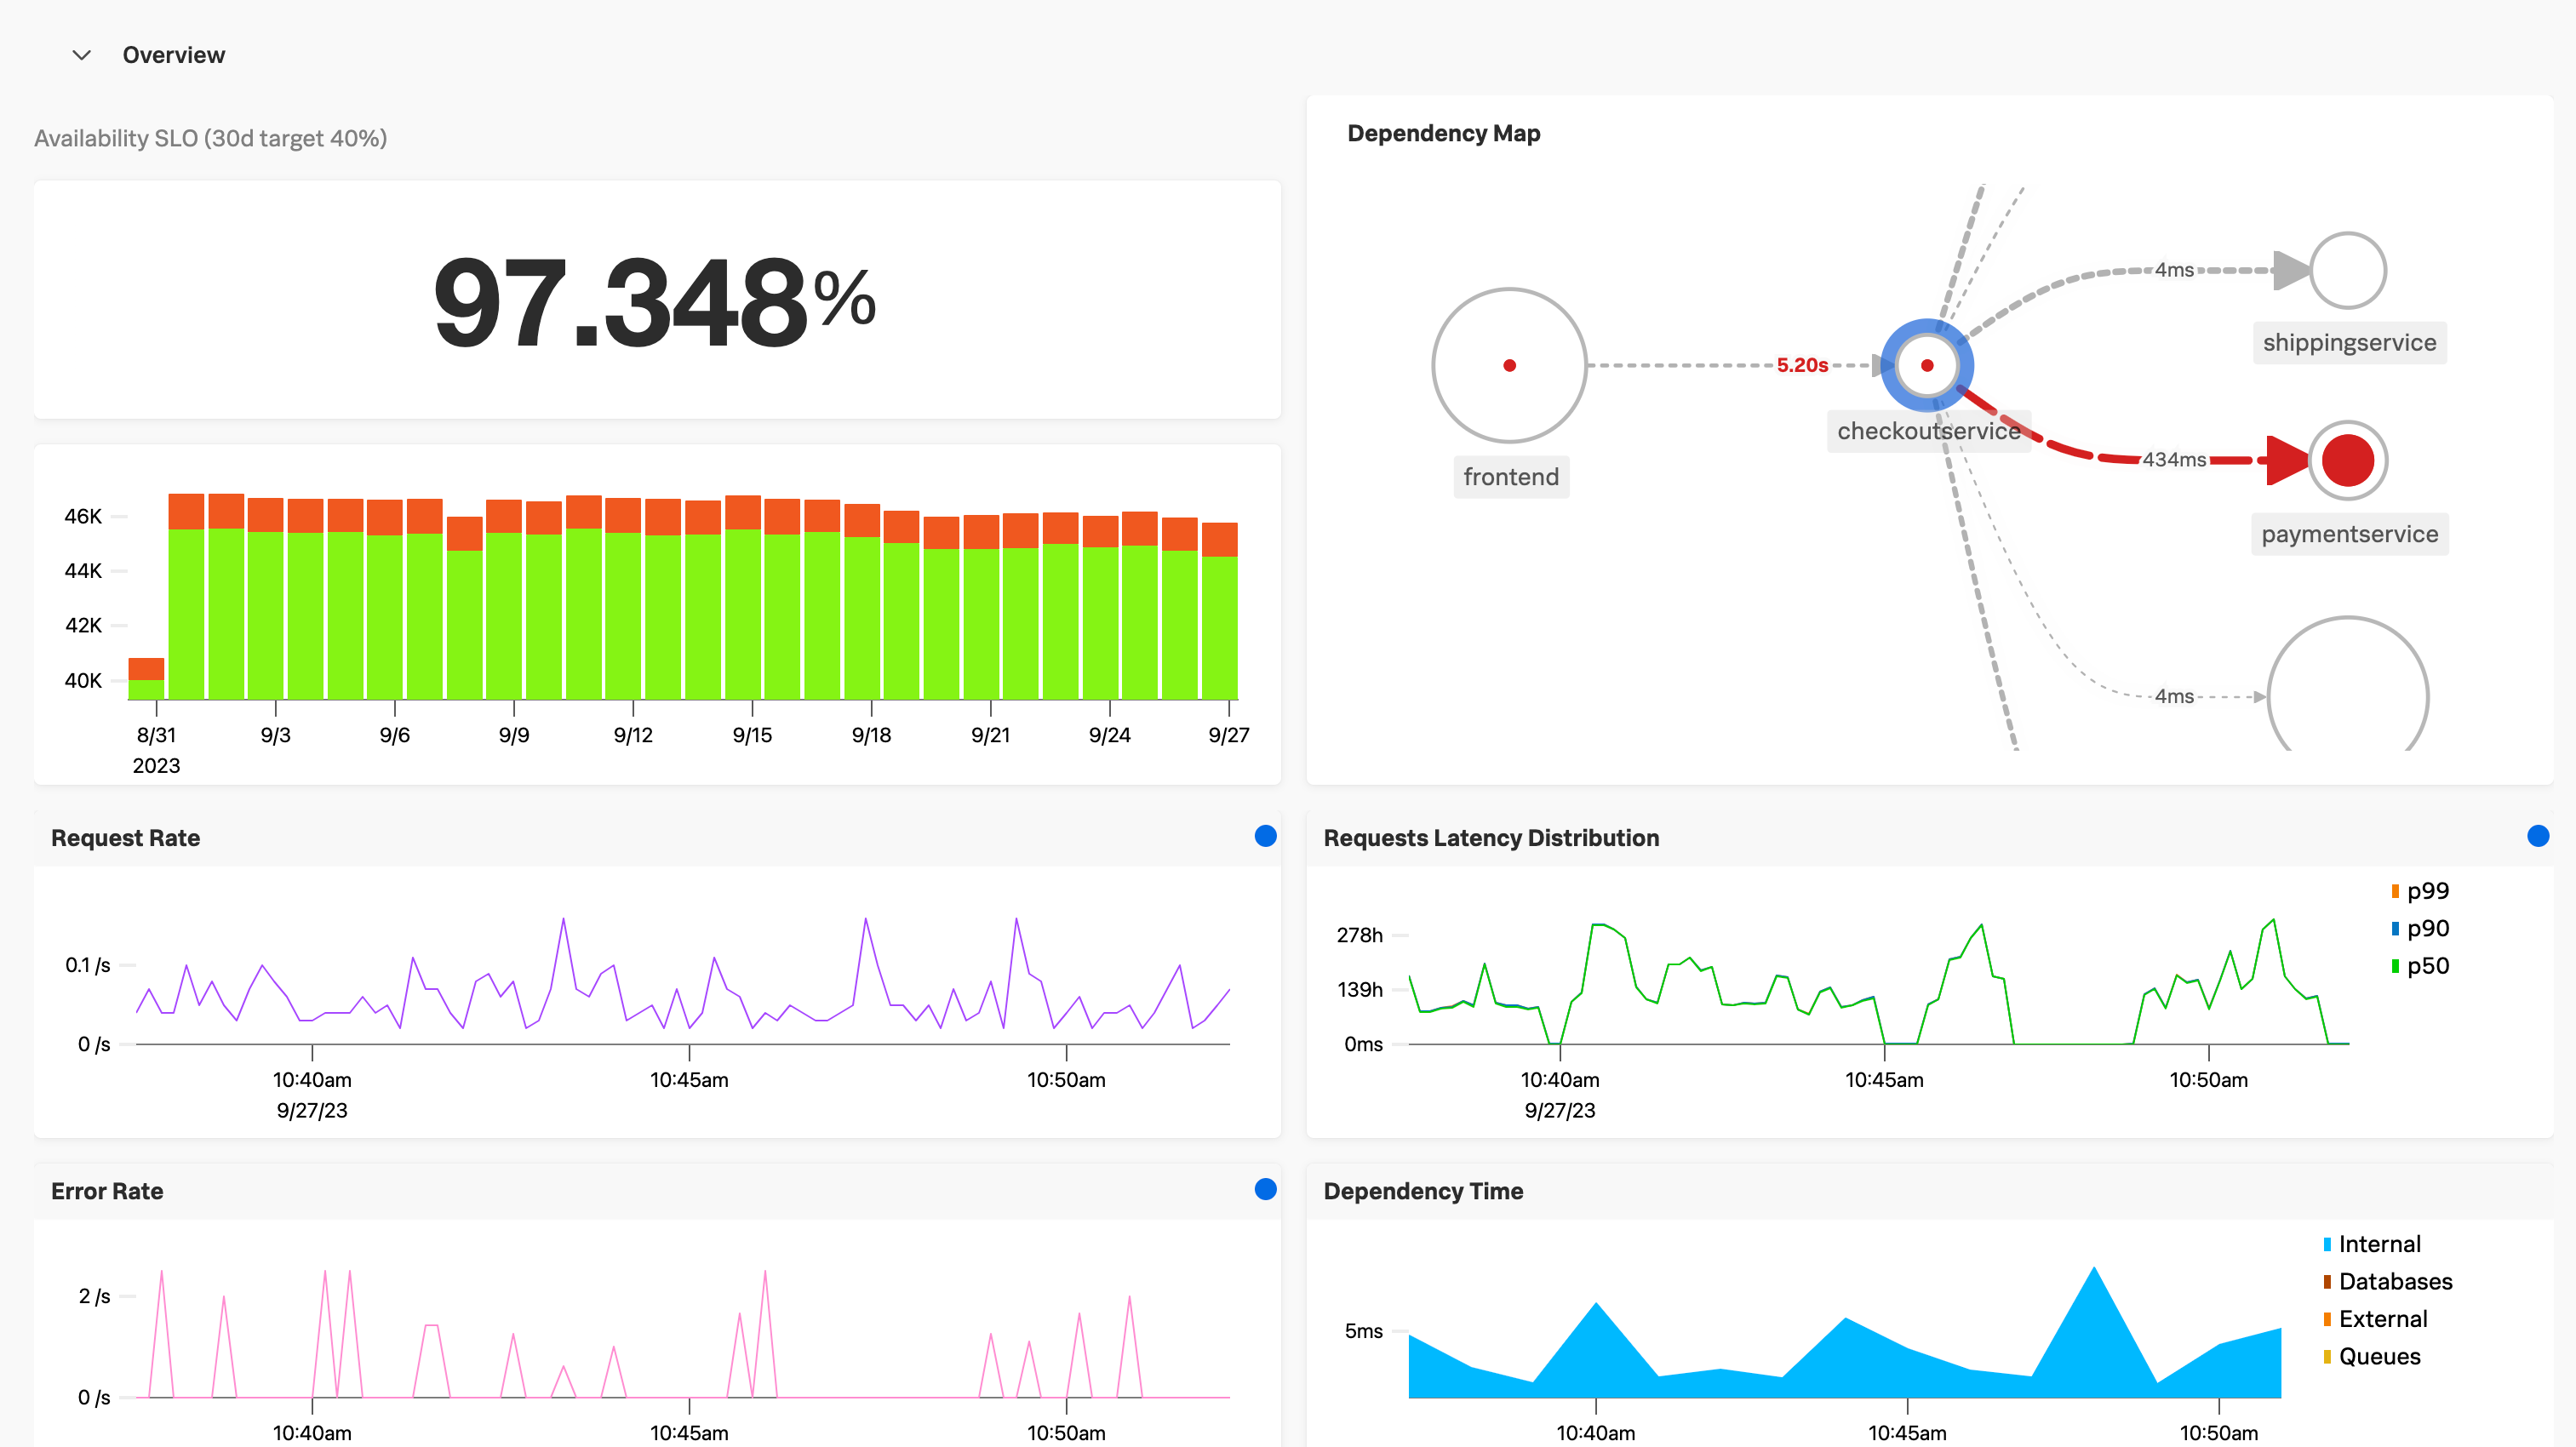 Overview
Availability SLO (30d target 40%)
97.348%
46K
44K
42K
40K
8/31 9/3 9/6 9/9 9/12 9/15 9/18 9/21 9/24 9/27
2023
Dependency Map
4ms
shippingservice
5.20s
checkoutservice
frontend
434ms
paymentservice
4ms
Request Rate
0.1 /s
0 /s
10:40am 10:45am 10:50am
9/27/23
Requests Latency Distribution
p99
p90
p50
278h
139h
0ms
10:40am 10:45am 10:50am
9/27/23
Error Rate
2 /s
0 /s
10:40am 10:45am 10:50am
Dependency Time
Internal
Databases
External
Queues
5ms
10:40am 10:45am 10:50am